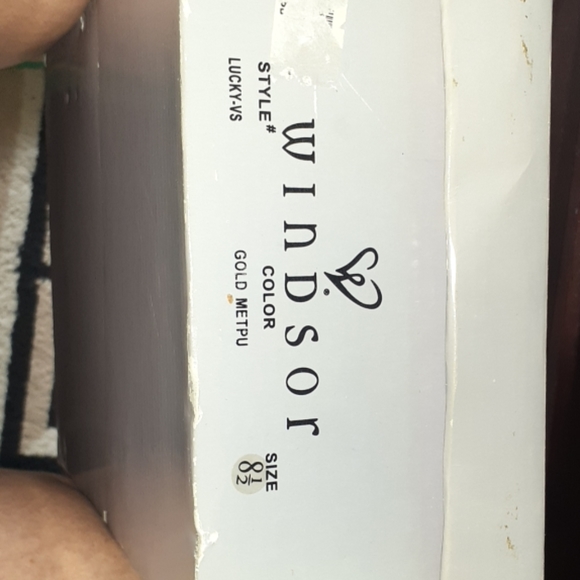 WINDSOR
STYLE# COLOR SIZE
LUCKY-VS GOLD METPU 8½